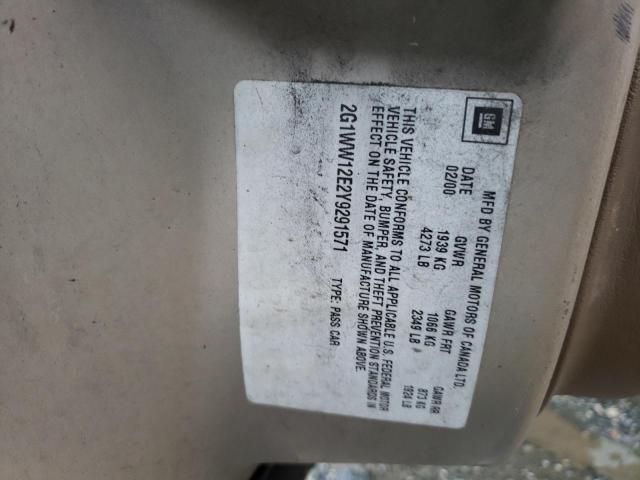 GM
MFD BY GENERAL MOTORS OF CANADA LTD.
DATE GVWR GAWR FRT GAWR RR
02/00 1939 KG 1066 KG 873 KG
4273 LB 2349 LB 1924 LB
THIS VEHICLE CONFORMS TO ALL APPLICABLE U.S. FEDERAL MOTOR
VEHICLE SAFETY, BUMPER, AND THEFT PREVENTION STANDARDS IN
EFFECT ON THE DATE OF MANUFACTURE SHOWN ABOVE.
2G1WW12E2Y9291571 TYPE: PASS CAR